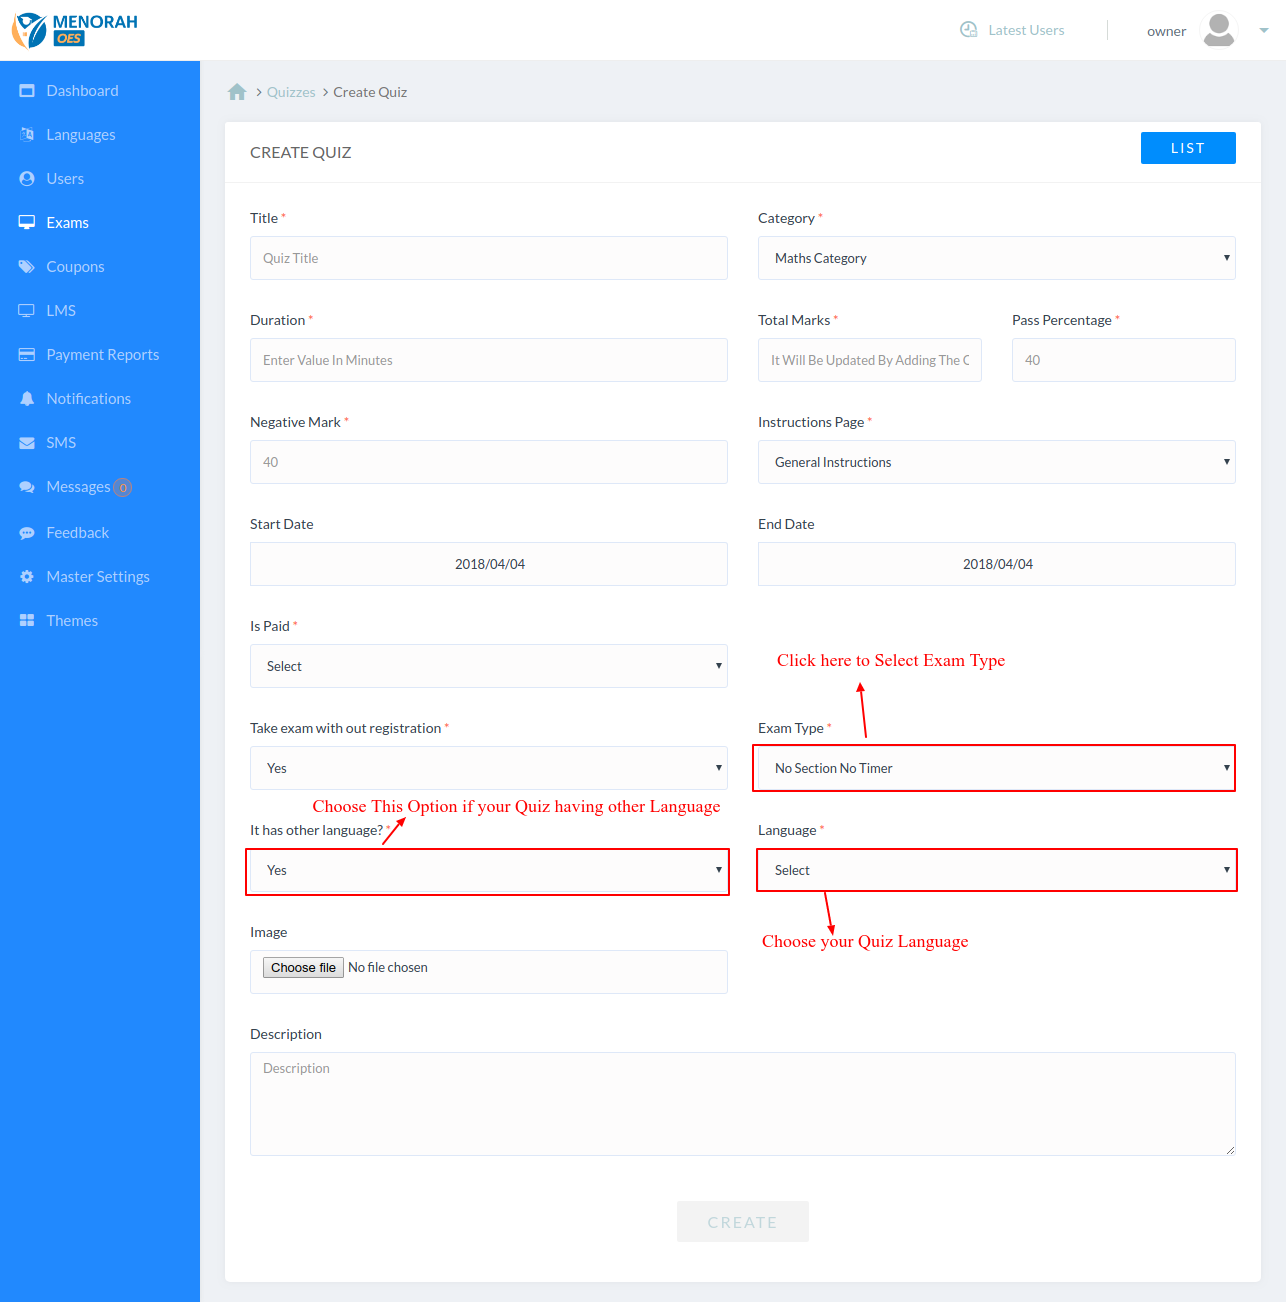 MENORAH
OES
Latest Users
owner
Dashboard
Languages
Users
Exams
Coupons
LMS
Payment Reports
Notifications
SMS
Messages 0
Feedback
Master Settings
Themes
Quizzes > Create Quiz
CREATE QUIZ
LIST
Title *
Category *
Quiz Title
Maths Category
Duration *
Total Marks *
Pass Percentage *
Enter Value In Minutes
It Will Be Updated By Adding The
40
Negative Mark *
Instructions Page *
40
General Instructions
Start Date
End Date
2018/04/04
2018/04/04
Is Paid *
Select
Click here to Select Exam Type
Take exam with out registration *
Exam Type *
Yes
No Section No Timer
Choose This Option if your Quiz having other Language
It has other language? *
Language *
Yes
Select
Choose your Quiz Language
Image
Choose file No file chosen
Description
Description
CREATE